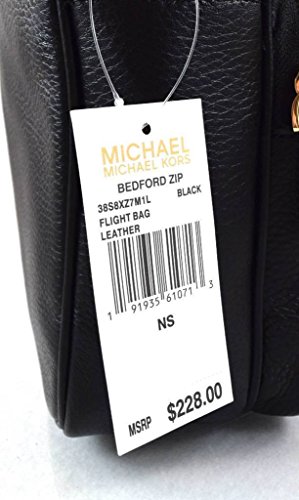 MICHAEL
MICHAEL KORS
BEDFORD ZIP
38S8XZ7M1L BLACK
FLIGHT BAG
LEATHER
1 91935 61071 3
NS
MSRP $228.00